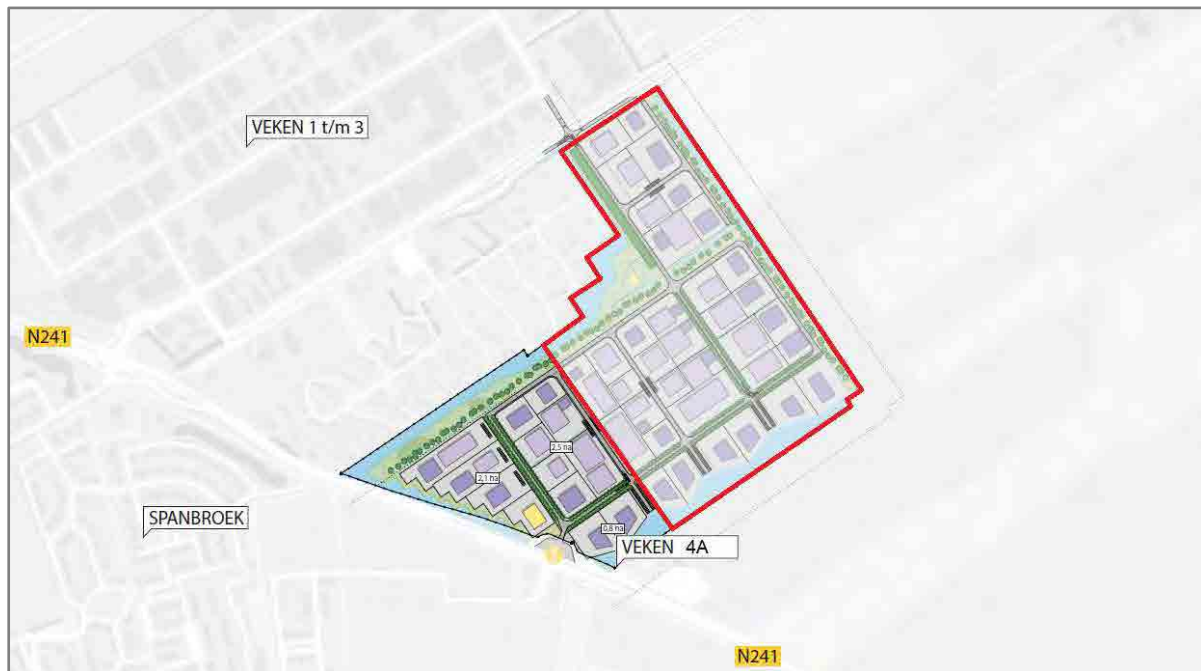 VEKEN 1 t/m 3
N241
2,5 ha
2,1 ha
SPANBROEK
0,8 ha
VEKEN 4A
N241